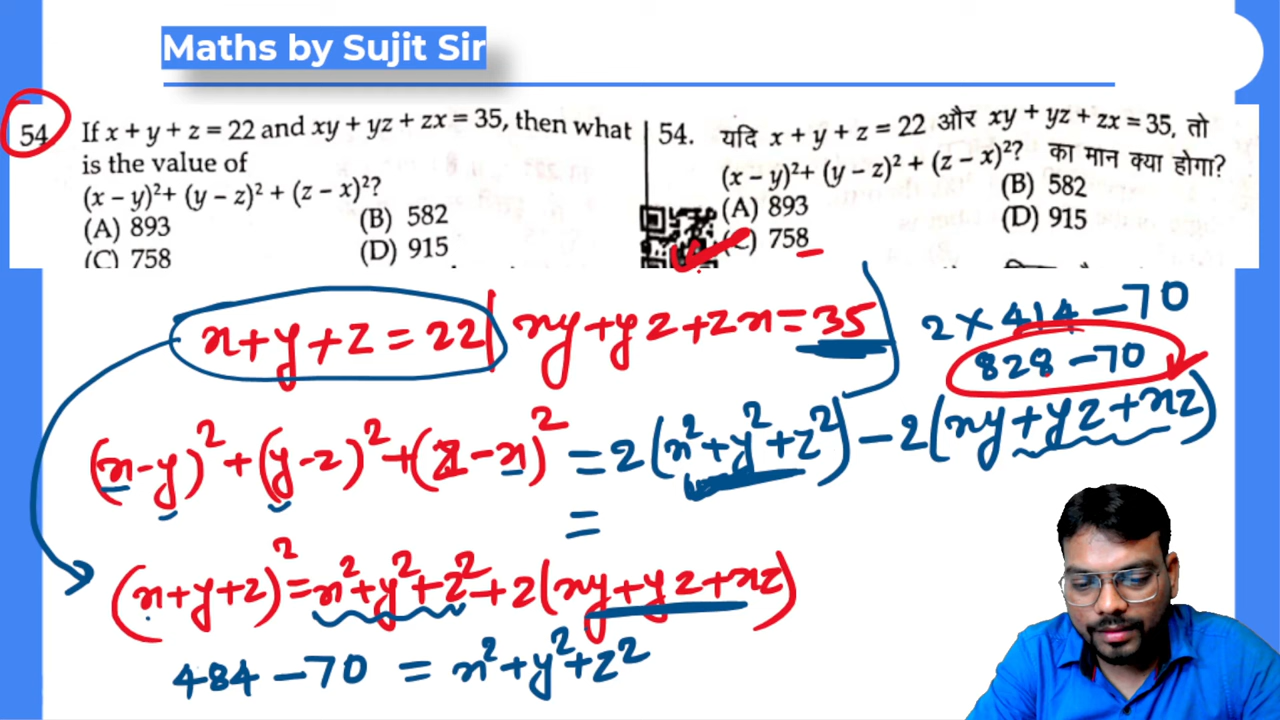 Maths by Sujit Sir
54. If x + y + z = 22 and xy + yz + zx = 35, then what
is the value of
(x – y)²+ (y – z)² + (z – x)²?
(A) 893 (B) 582
(C) 758 (D) 915
54. यदि x + y + z = 22 और xy + yz + zx = 35, तो
(x – y)²+ (y – z)² + (z – x)²? का मान क्या होगा?
(A) 893 (B) 582
(C) 758 (D) 915
x+y+z = 22 | xy+yz+zx = 35
2 × 414 – 70
828 – 70
(x-y)² + (y-z)² + (z-x)² = 2(x²+y²+z²) – 2(xy+yz+xz)
=
(x+y+z)² = x²+y²+z² + 2(xy+yz+xz)
484 – 70 = x²+y²+z²